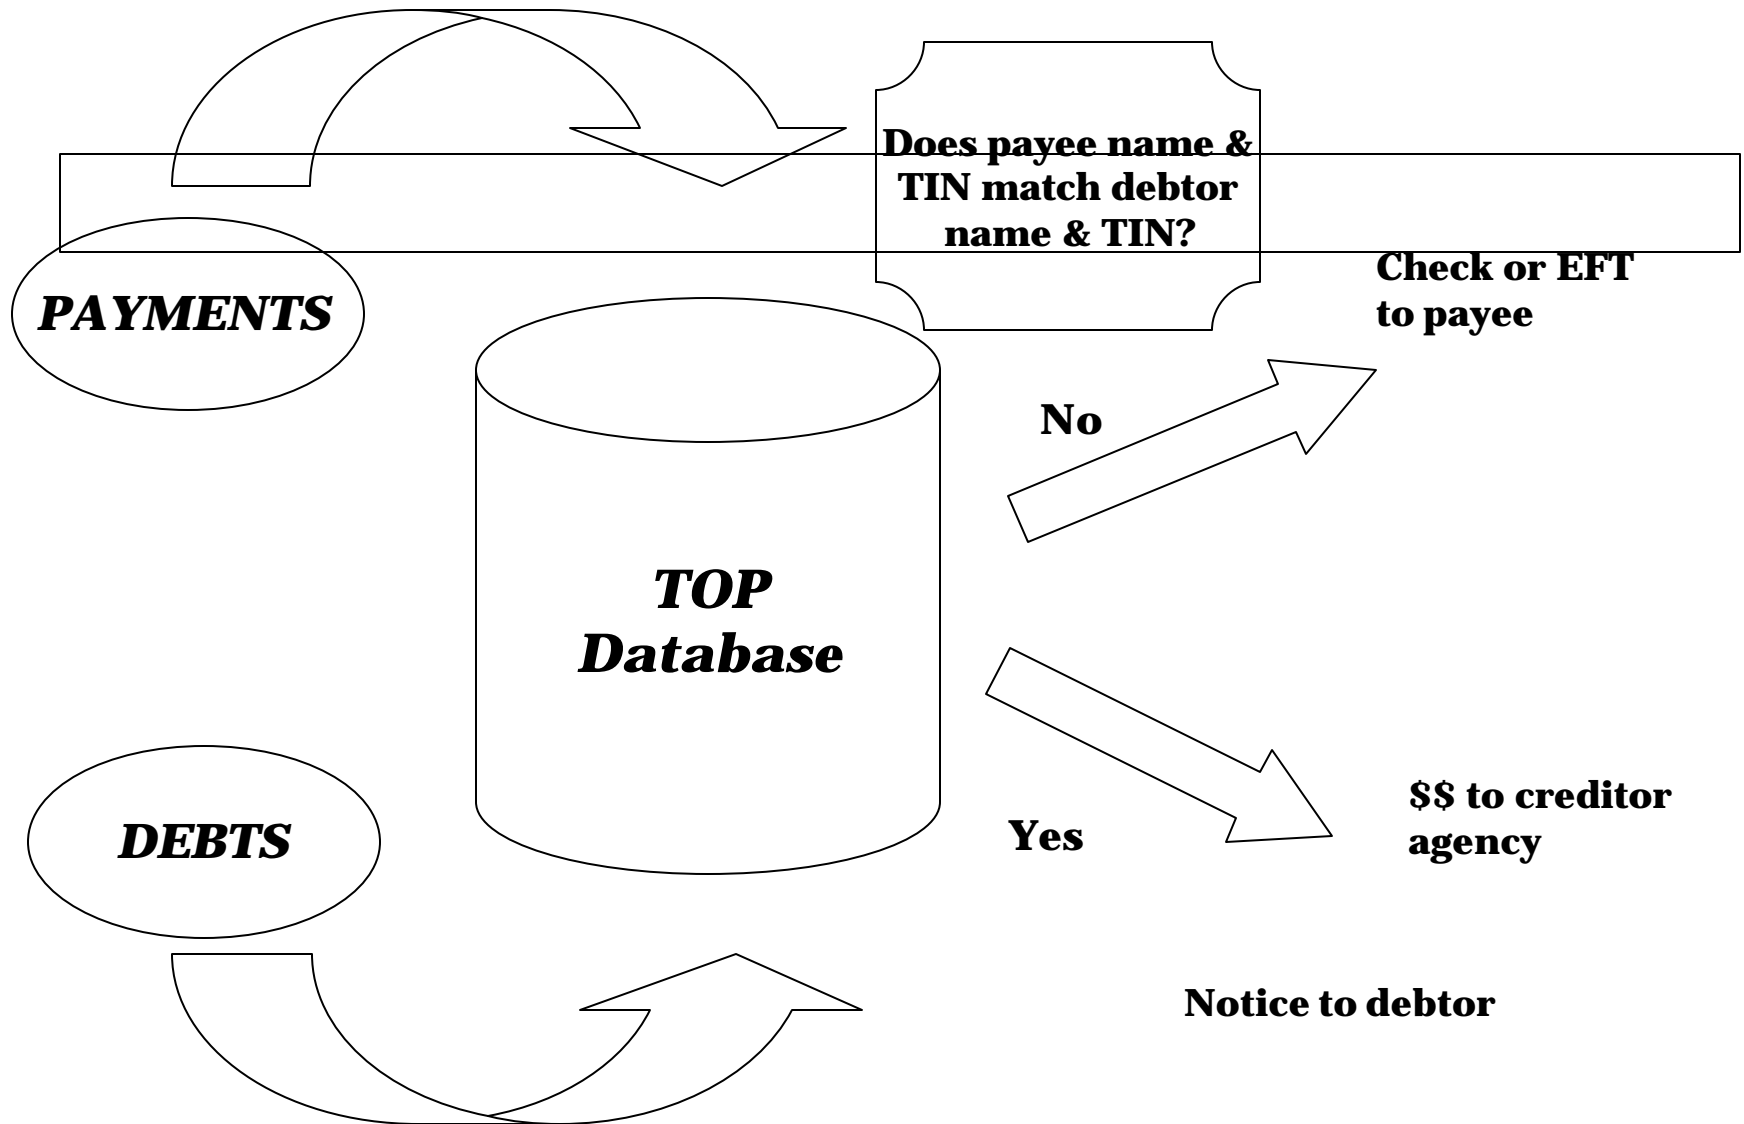 Does payee name &
TIN match debtor
name & TIN?
Check or EFT
to payee
PAYMENTS
No
TOP
Database
Yes
$$ to creditor
agency
DEBTS
Notice to debtor